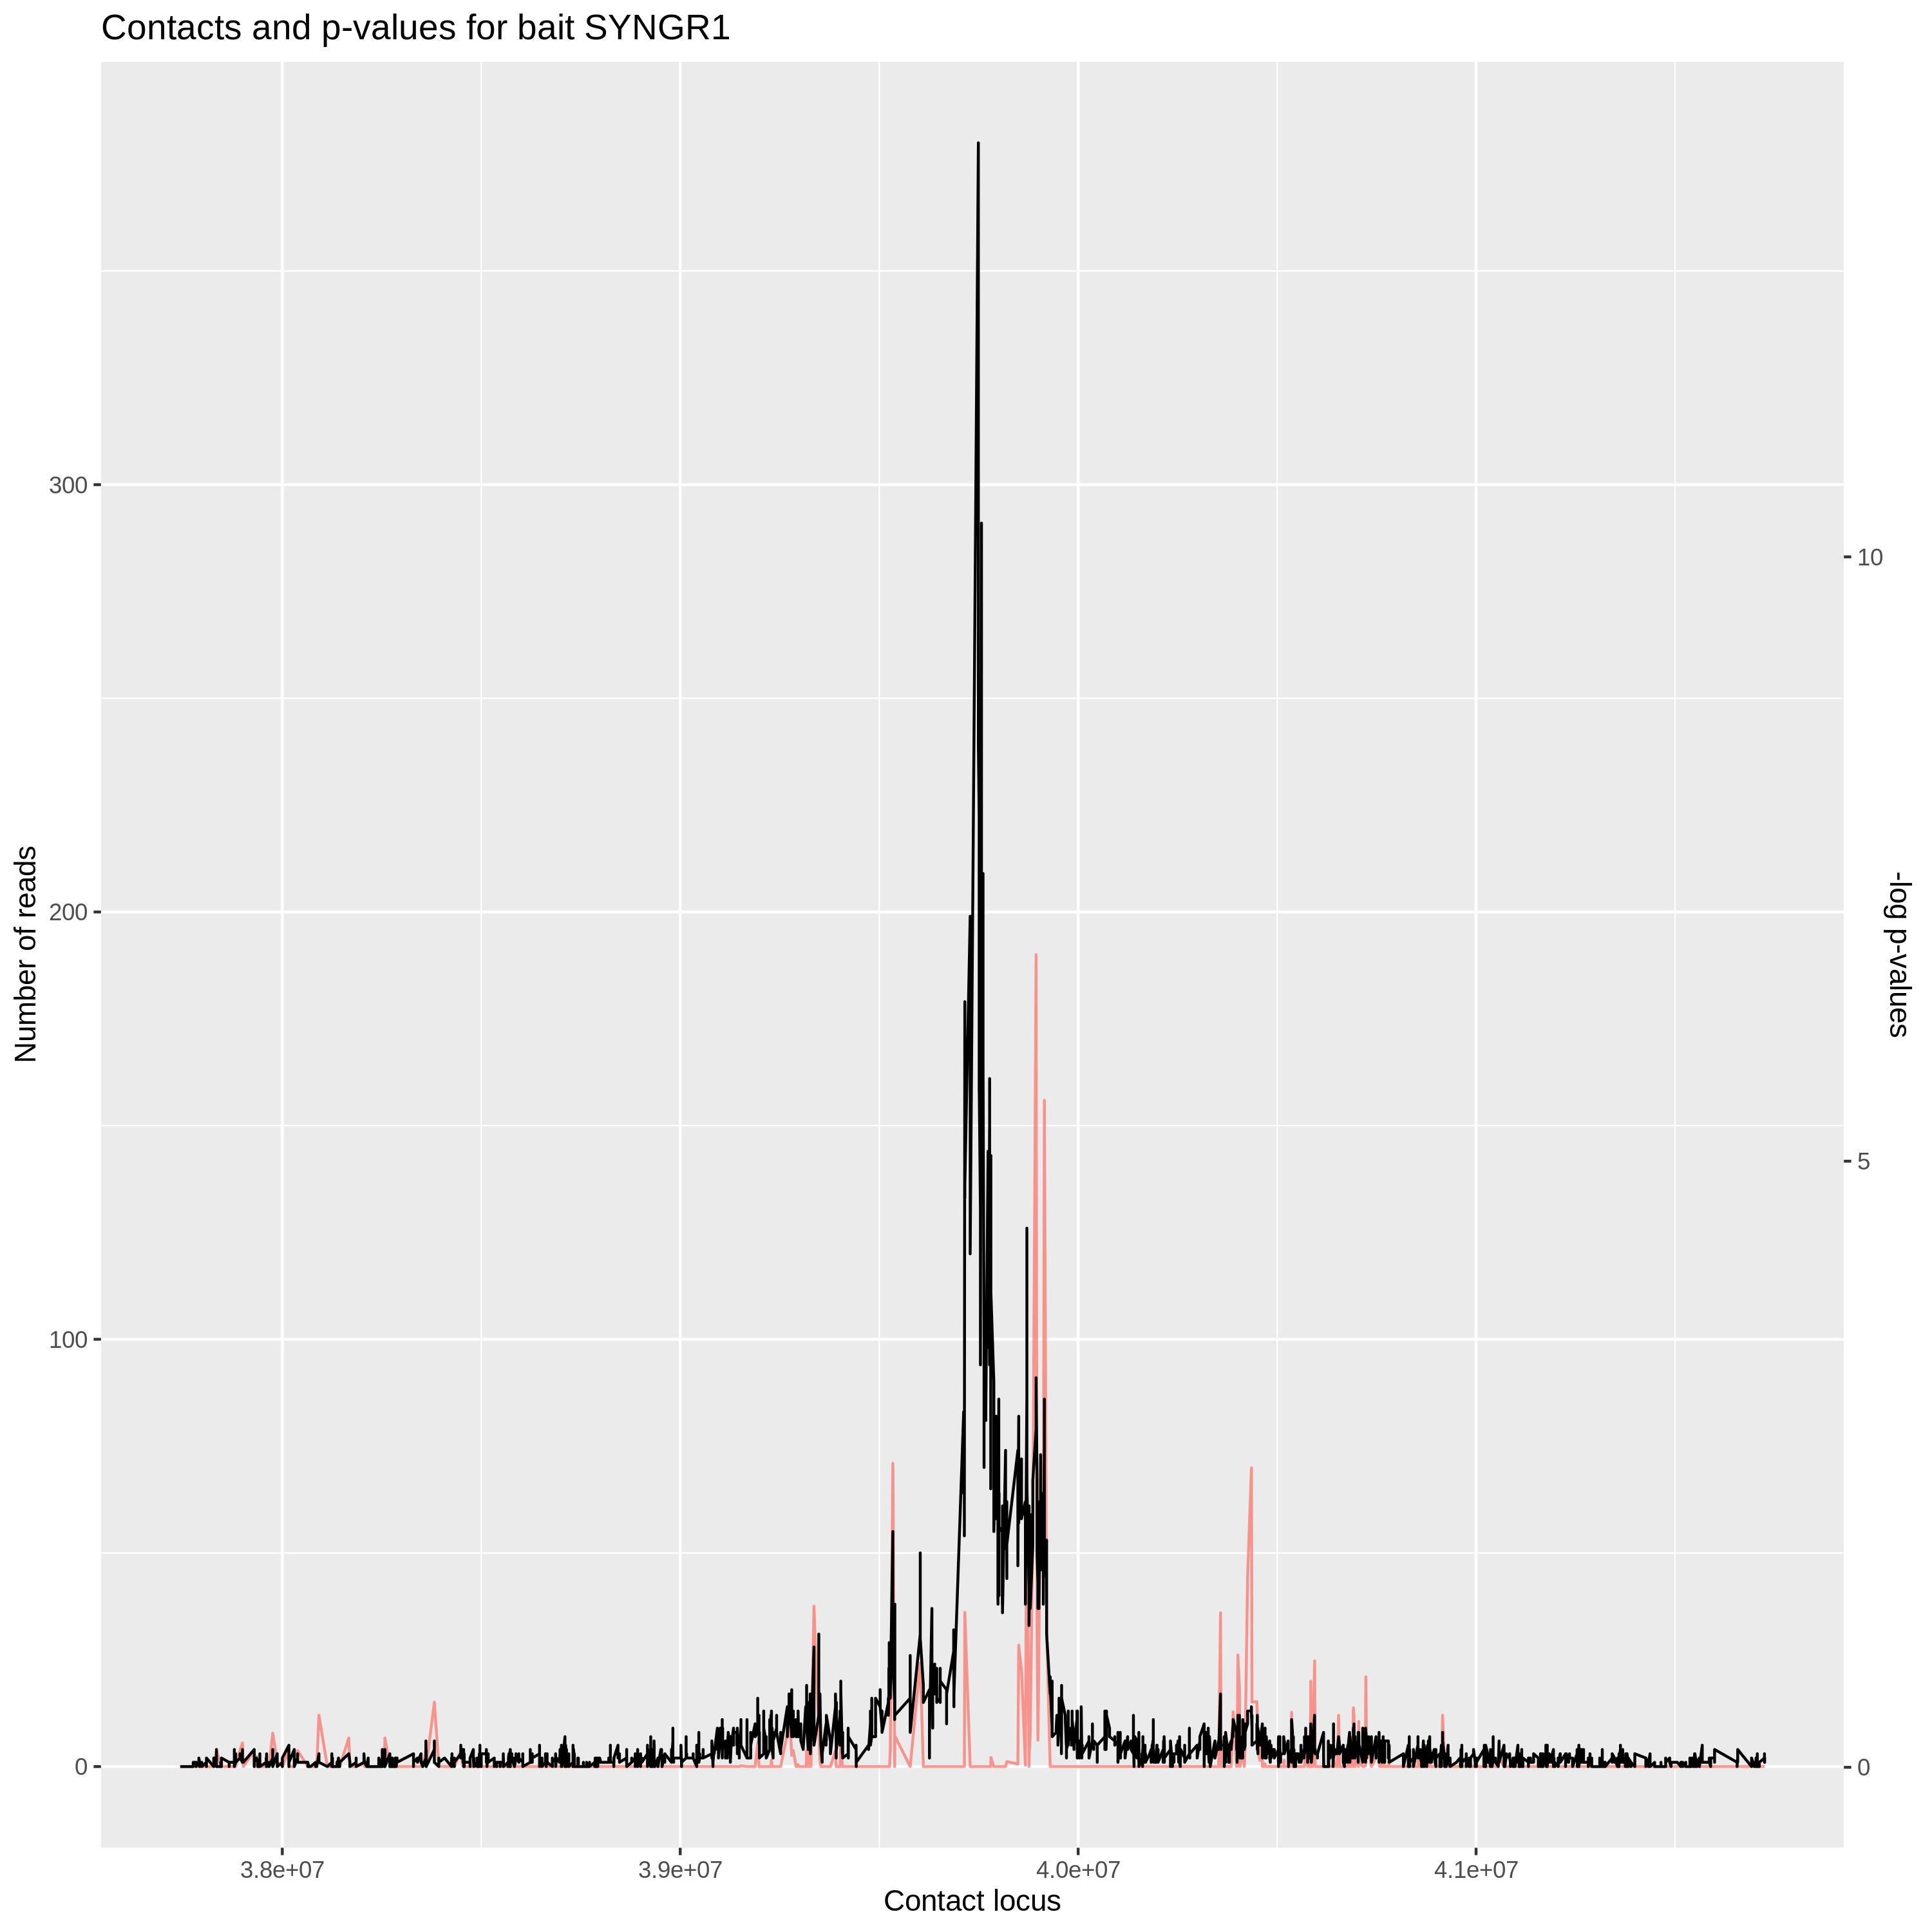 Contacts and p-values for bait SYNGR1
300
200
100
0
10
5
0
Number of reads
-log p-values
3.8e+07
3.9e+07
4.0e+07
4.1e+07
Contact locus